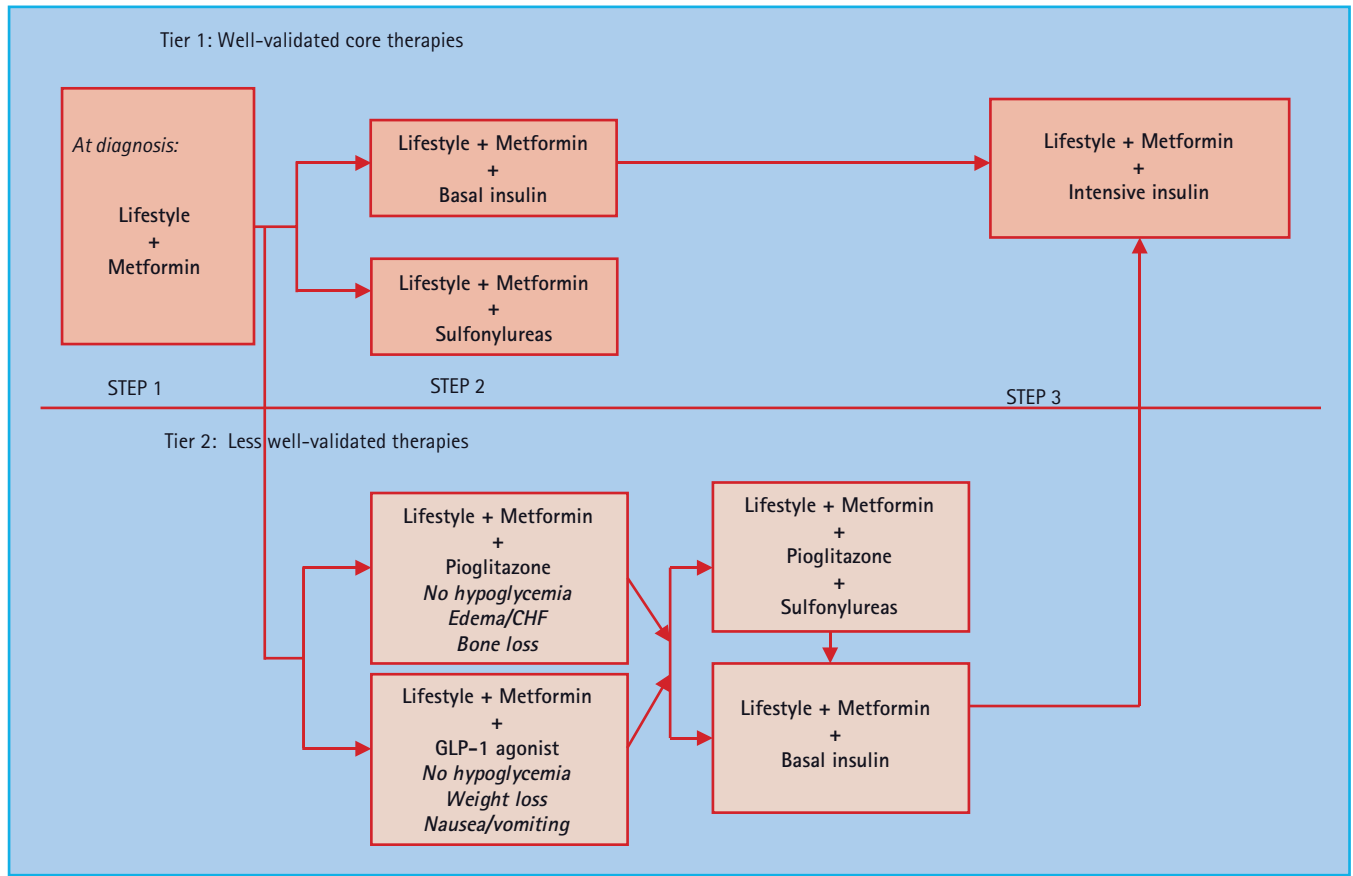 Tier 1: Well-validated core therapies
At diagnosis:
Lifestyle
+
Metformin
Lifestyle + Metformin
+
Basal insulin
Lifestyle + Metformin
+
Sulfonylureas
Lifestyle + Metformin
+
Intensive insulin
STEP 1
STEP 2
STEP 3
Tier 2: Less well-validated therapies
Lifestyle + Metformin
+
Pioglitazone
No hypoglycemia
Edema/CHF
Bone loss
Lifestyle + Metformin
+
GLP-1 agonist
No hypoglycemia
Weight loss
Nausea/vomiting
Lifestyle + Metformin
+
Pioglitazone
+
Sulfonylureas
Lifestyle + Metformin
+
Basal insulin